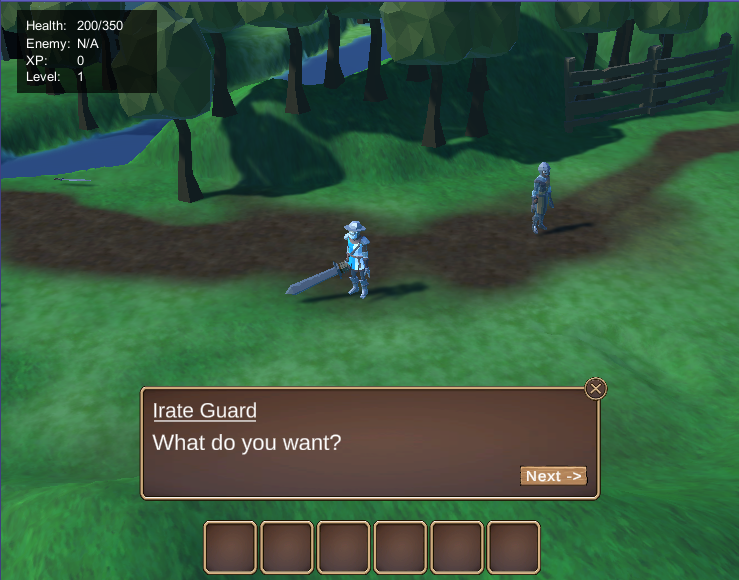 Health: 200/350
Enemy: N/A
XP: 0
Level: 1
Irate Guard
What do you want?
Next ->